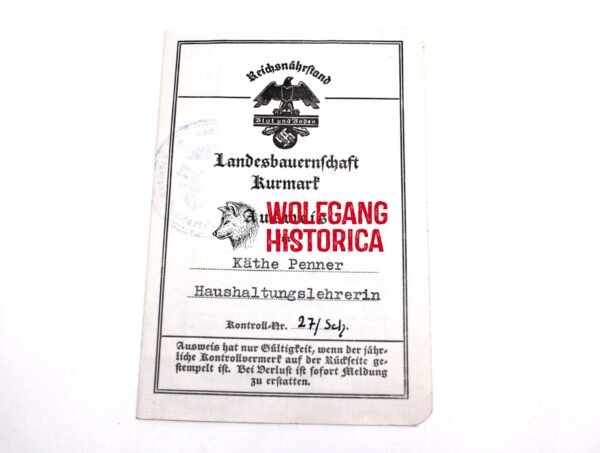 Reichsnährstand
Blut und Boden
Landesbauernschaft
Kurmark
Ausweis
WOLFGANG
HISTORICA
Käthe Penner
Haushaltungslehrerin
Kontroll-Nr. 27/Sch.
Ausweis hat nur Gültigkeit, wenn der jähr-
liche Kontrollvermerk auf der Rückseite ge-
stempelt ist. Bei Verlust ist sofort Meldung
zu erstatten.